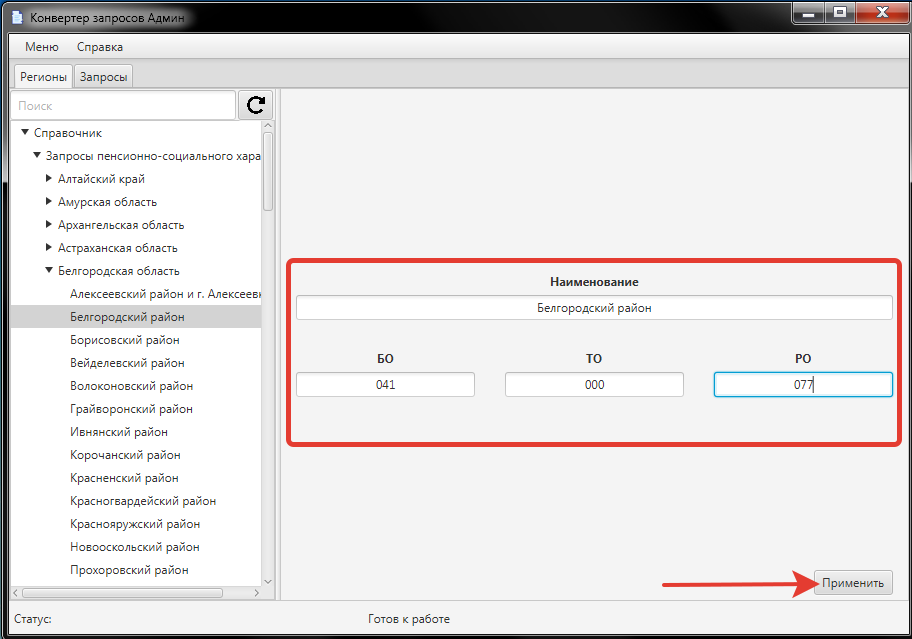 Конвертер запросов Админ
Меню Справка
Регионы Запросы
Поиск
Справочник
Запросы пенсионно-социального хара
Алтайский край
Амурская область
Архангельская область
Астраханская область
Белгородская область
Алексеевский район и г. Алексеевк
Белгородский район
Борисовский район
Вейделевский район
Волоконовский район
Грайворонский район
Ивнянский район
Корочанский район
Красненский район
Красногвардейский район
Краснояружский район
Новооскольский район
Прохоровский район
Наименование
Белгородский район
БО ТО РО
041 000 077
Применить
Статус: Готов к работе